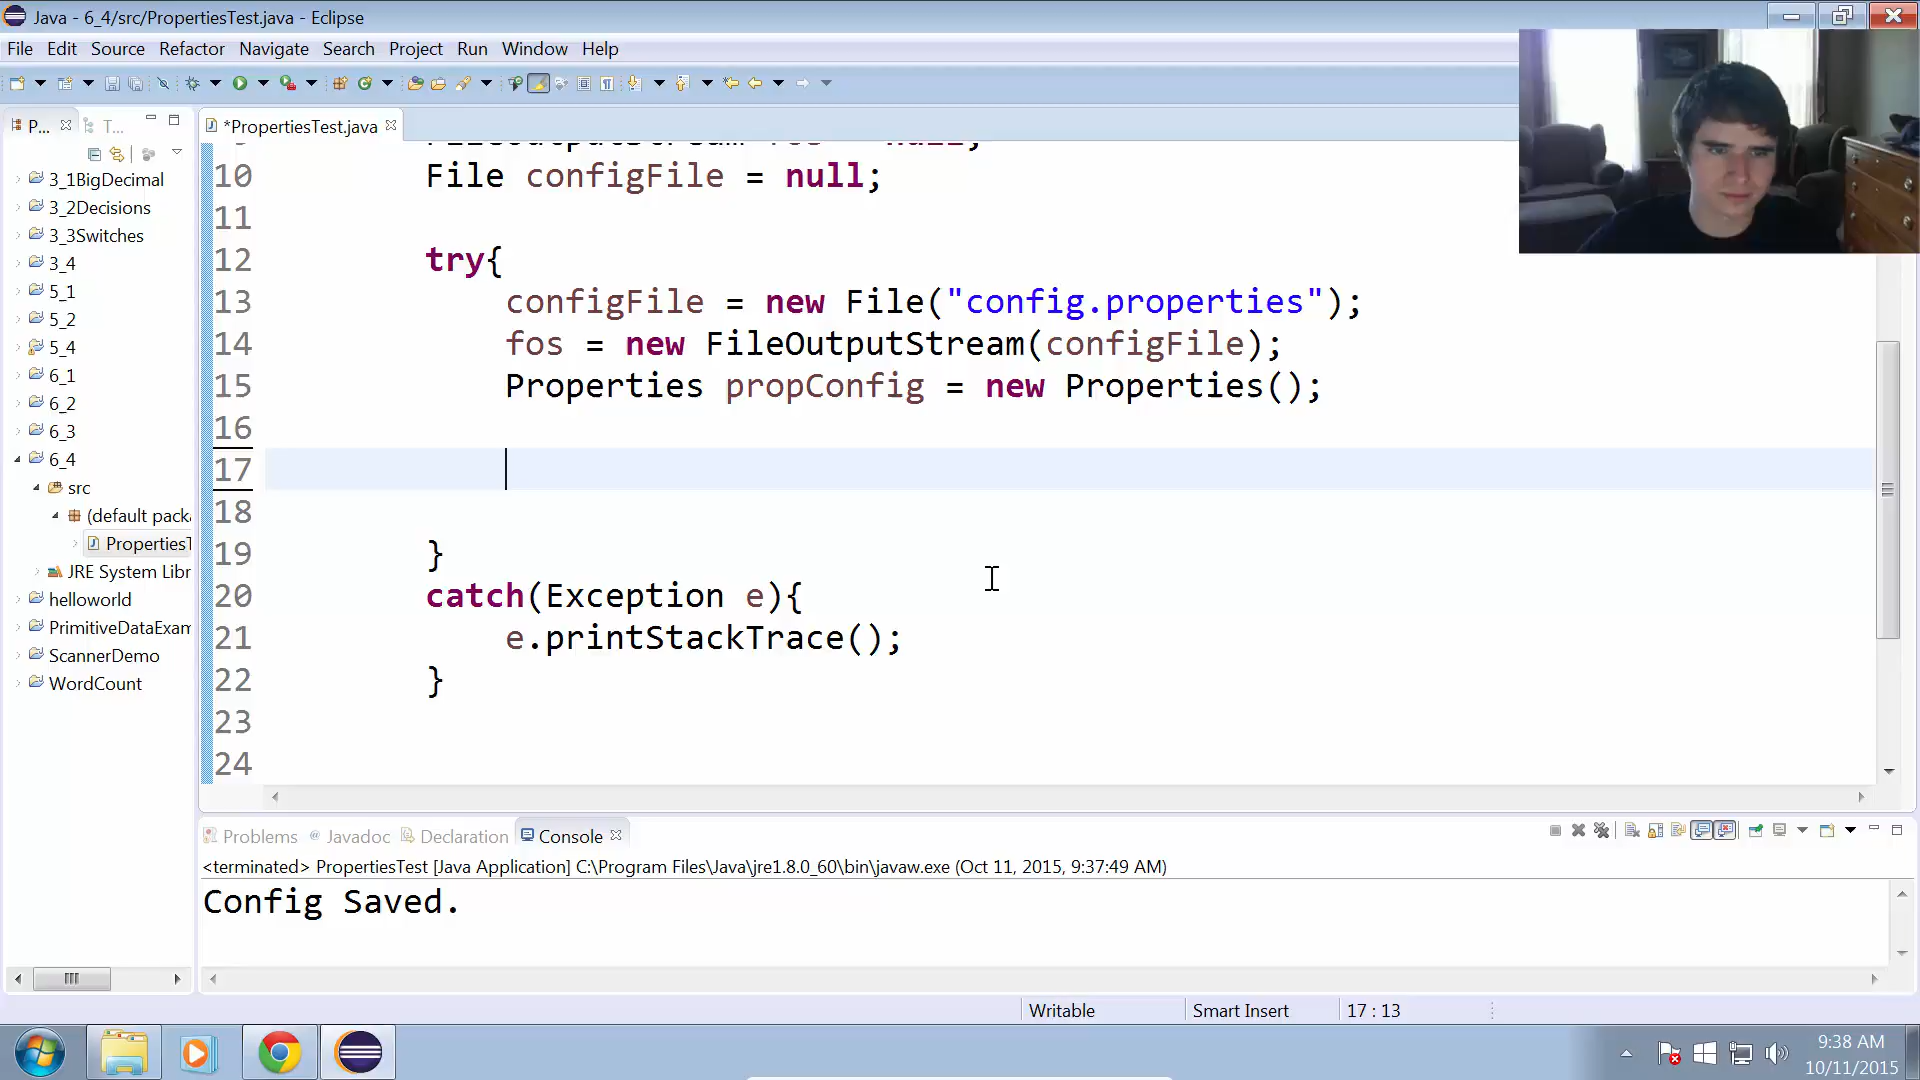 Java - 6_4/src/PropertiesTest.java - Eclipse
File Edit Source Refactor Navigate Search Project Run Window Help
P... T...
*PropertiesTest.java
3_1BigDecimal
3_2Decisions
3_3Switches
3_4
5_1
5_2
5_4
6_1
6_2
6_3
6_4
src
(default pack
PropertiesT
JRE System Libr
helloworld
PrimitiveDataExam
ScannerDemo
WordCount
10 File configFile = null;
11
12 try{
13 configFile = new File("config.properties");
14 fos = new FileOutputStream(configFile);
15 Properties propConfig = new Properties();
16
17
18
19 }
20 catch(Exception e){
21 e.printStackTrace();
22 }
23
24
Problems @ Javadoc Declaration Console
<terminated> PropertiesTest [Java Application] C:\Program Files\Java\jre1.8.0_60\bin\javaw.exe (Oct 11, 2015, 9:37:49 AM)
Config Saved.
Writable Smart Insert 17 : 13
9:38 AM
10/11/2015